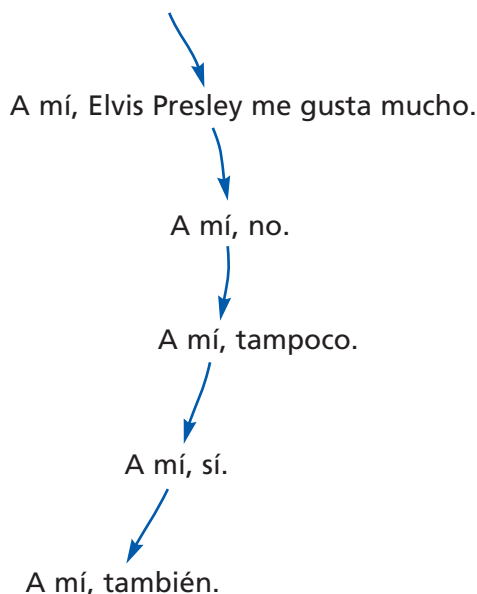 A mí, Elvis Presley me gusta mucho.
A mí, no.
A mí, tampoco.
A mí, sí.
A mí, también.